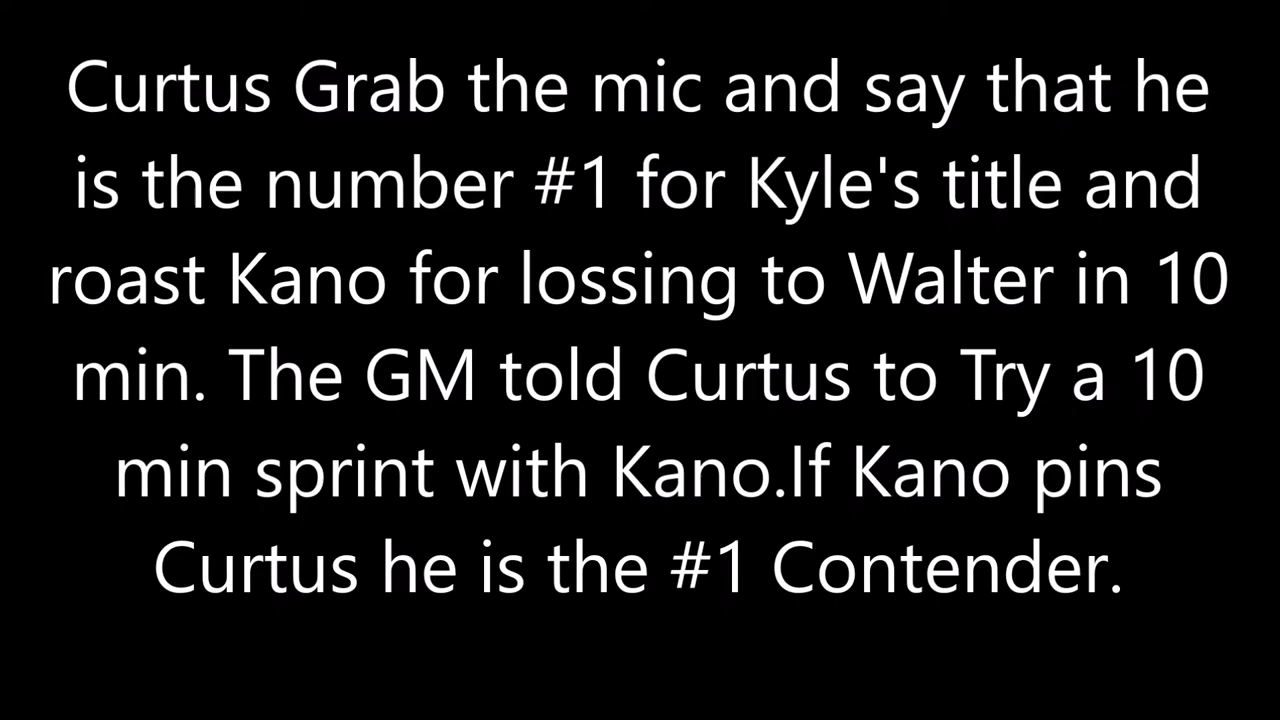 Curtus Grab the mic and say that he
is the number #1 for Kyle's title and
roast Kano for lossing to Walter in 10
min. The GM told Curtus to Try a 10
min sprint with Kano.If Kano pins
Curtus he is the #1 Contender.